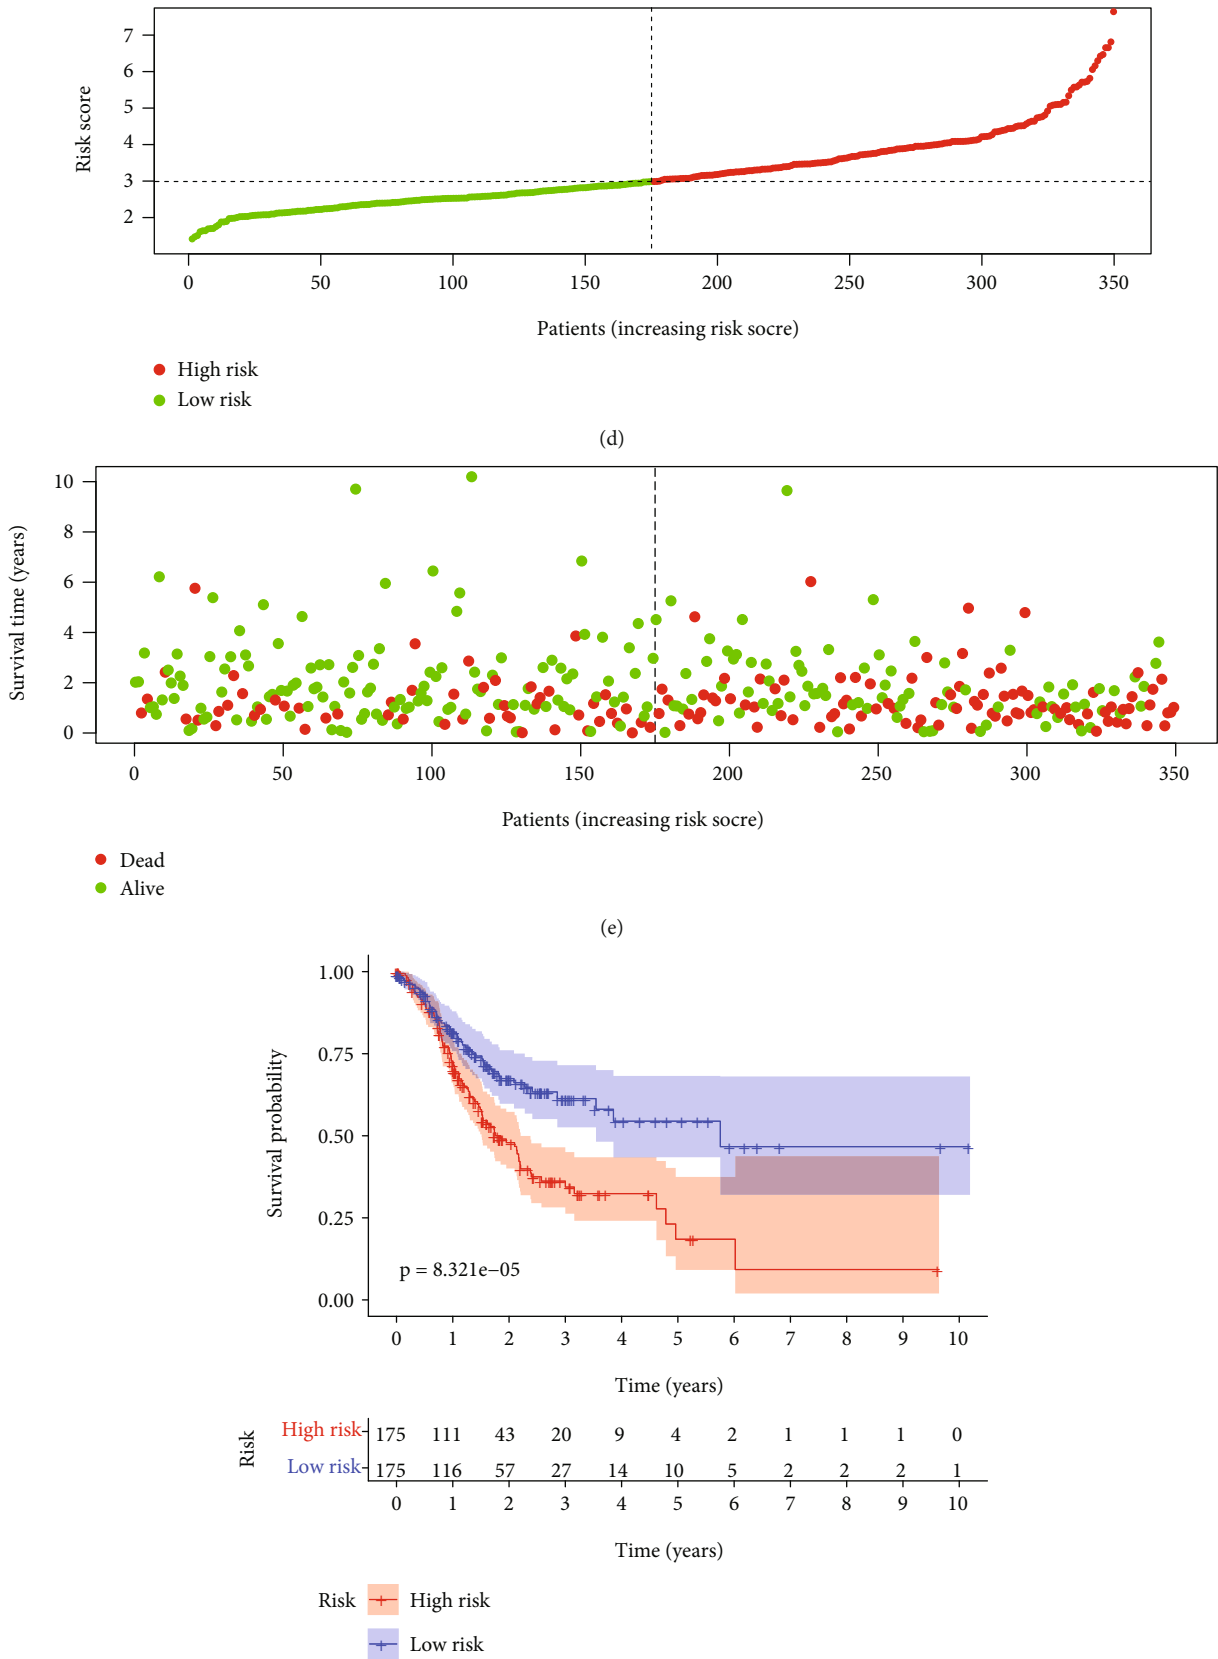 7
6
5
4
3
2
Risk score
0 50 100 150 200 250 300 350
Patients (increasing risk socre)
High risk
Low risk
(d)
10
8
6
4
2
0
Survival time (years)
0 50 100 150 200 250 300 350
Patients (increasing risk socre)
Dead
Alive
(e)
1.00
0.75
0.50
0.25
0.00
Survival probability
p = 8.321e−05
0 1 2 3 4 5 6 7 8 9 10
Time (years)
Risk
High risk 175 111 43 20 9 4 2 1 1 1 0
Low risk 175 116 57 27 14 10 5 2 2 2 1
0 1 2 3 4 5 6 7 8 9 10
Time (years)
Risk High risk
Low risk